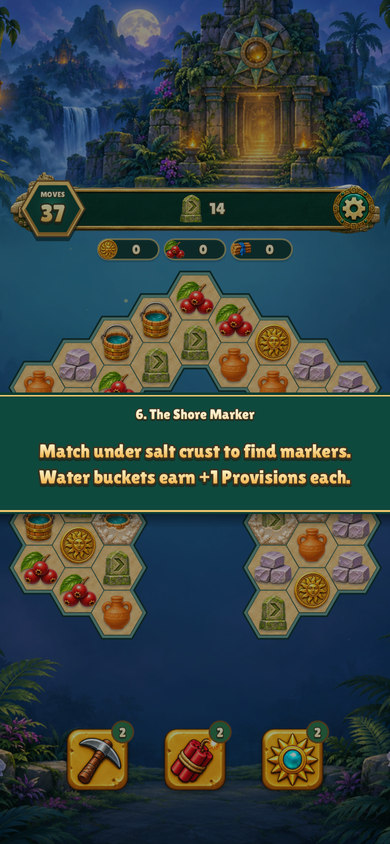 MOVES
37
14
0
0
0
6. The Shore Marker
Match under salt crust to find markers.
Water buckets earn +1 Provisions each.
2
2
2